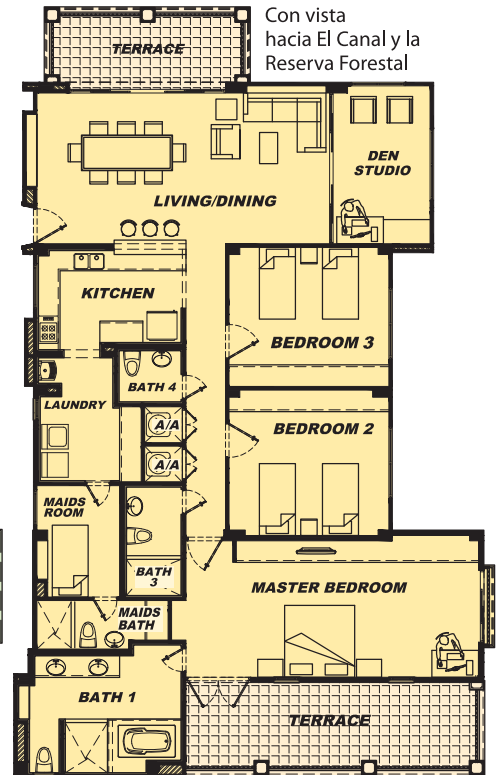 Con vista
hacia El Canal y la
Reserva Forestal
TERRACE
DEN
STUDIO
LIVING/DINING
KITCHEN
BEDROOM 3
BATH 4
LAUNDRY
A/A
BEDROOM 2
A/A
MAIDS
ROOM
BATH
3
MASTER BEDROOM
MAIDS
BATH
BATH 1
TERRACE